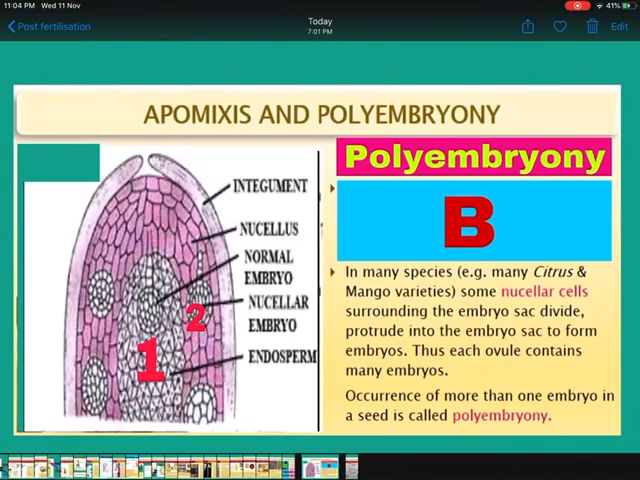 11:04 PM Wed 11 Nov
41%
Post fertilisation
Today
7:01 PM
Edit
APOMIXIS AND POLYEMBRYONY
INTEGUMENT
NUCELLUS
NORMAL
EMBRYO
NUCELLAR
EMBRYO
ENDOSPERM
1
2
Polyembryony
B
In many species (e.g. many Citrus &
Mango varieties) some nucellar cells
surrounding the embryo sac divide,
protrude into the embryo sac to form
embryos. Thus each ovule contains
many embryos.
Occurrence of more than one embryo in
a seed is called polyembryony.